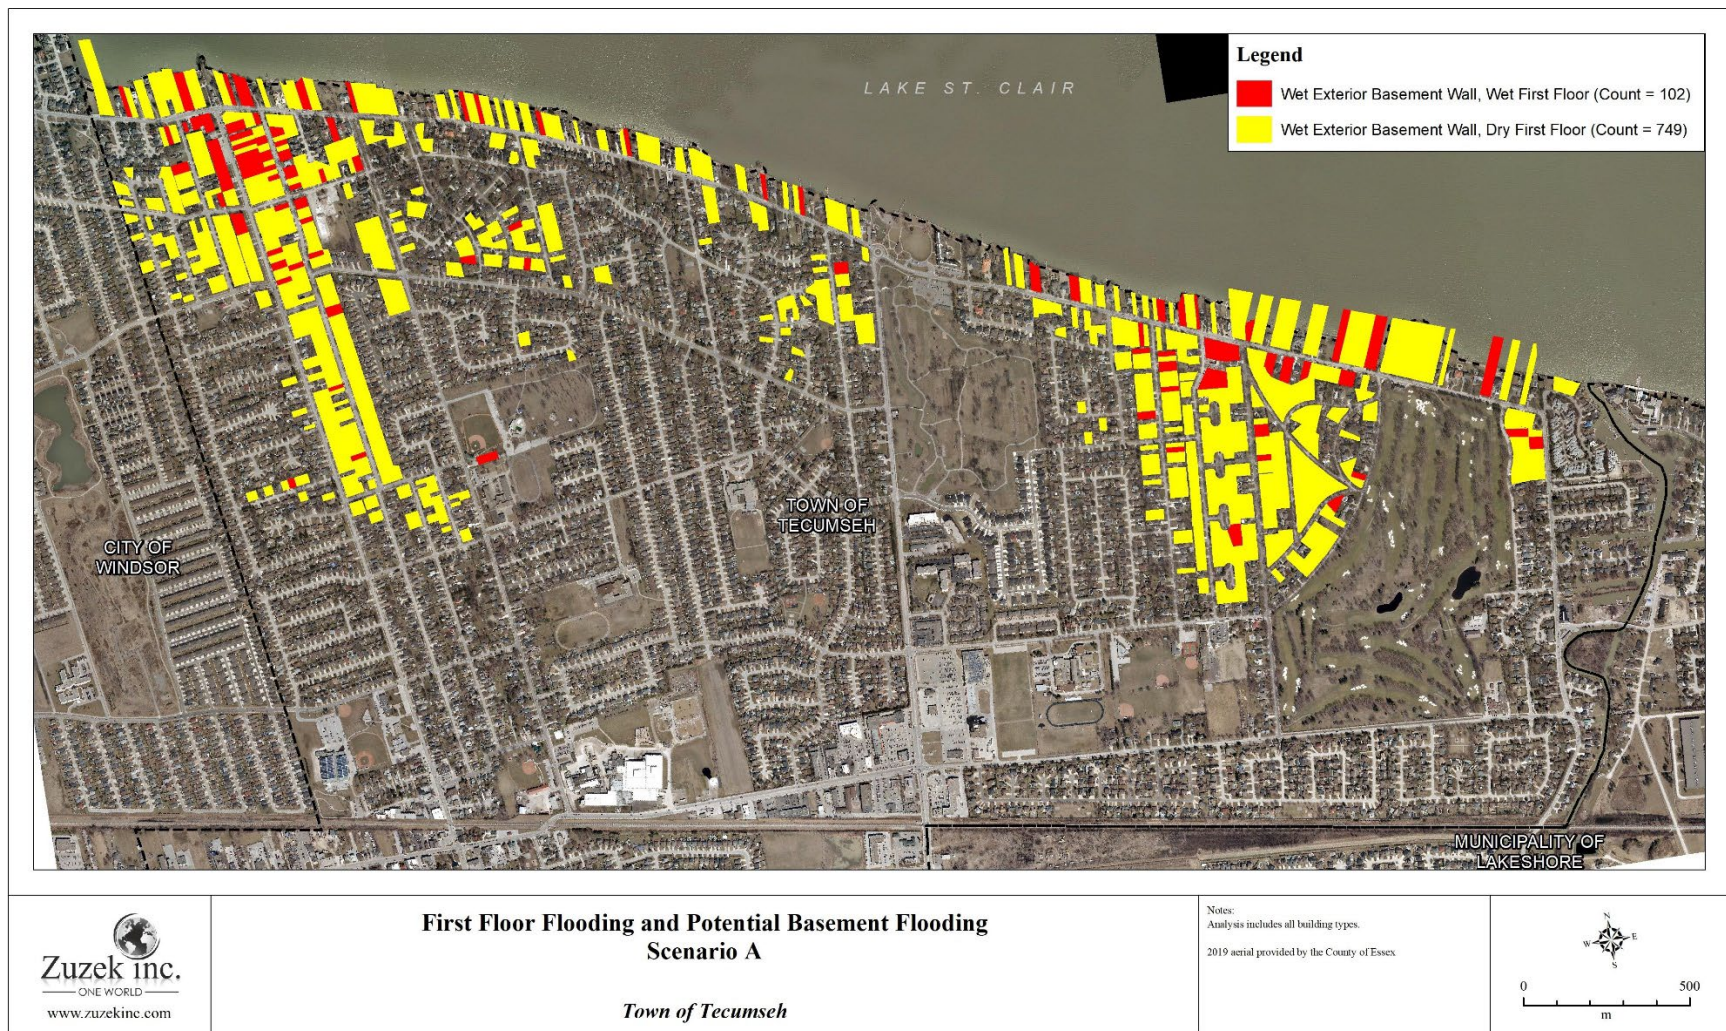 LAKE ST. CLAIR
Legend
Wet Exterior Basement Wall, Wet First Floor (Count = 102)
Wet Exterior Basement Wall, Dry First Floor (Count = 749)
TOWN OF
TECUMSEH
CITY OF
WINDSOR
MUNICIPALITY OF
LAKESHORE
Zuzek inc.
ONE WORLD
www.zuzekinc.com
First Floor Flooding and Potential Basement Flooding
Scenario A
Town of Tecumseh
Notes:
Analysis includes all building types.
2019 aerial provided by the County of Essex
N
W E
S
0 500
m